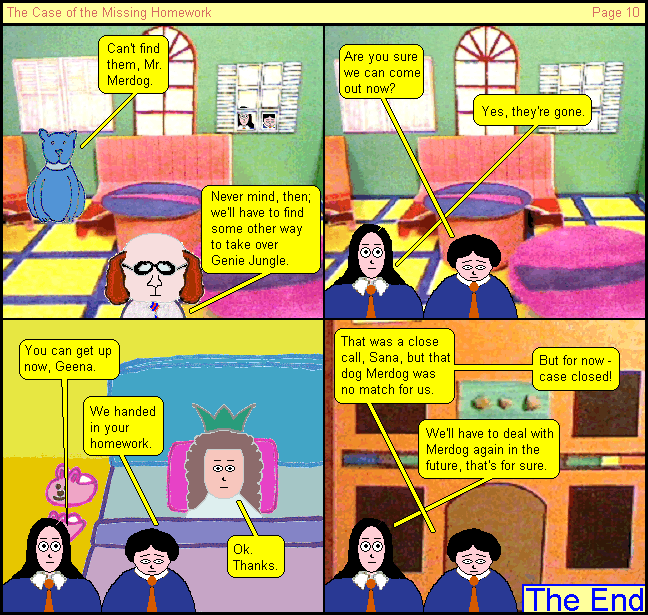 The Case of the Missing Homework
Page 10
Can't find
them, Mr.
Merdog.
Never mind, then;
we'll have to find
some other way
to take over
Genie Jungle.
Are you sure
we can come
out now?
Yes, they're gone.
You can get up
now, Geena.
We handed
in your
homework.
Ok.
Thanks.
That was a close
call, Sana, but that
dog Merdog was
no match for us.
But for now -
case closed!
We'll have to deal with
Merdog again in the
future, that's for sure.
The End